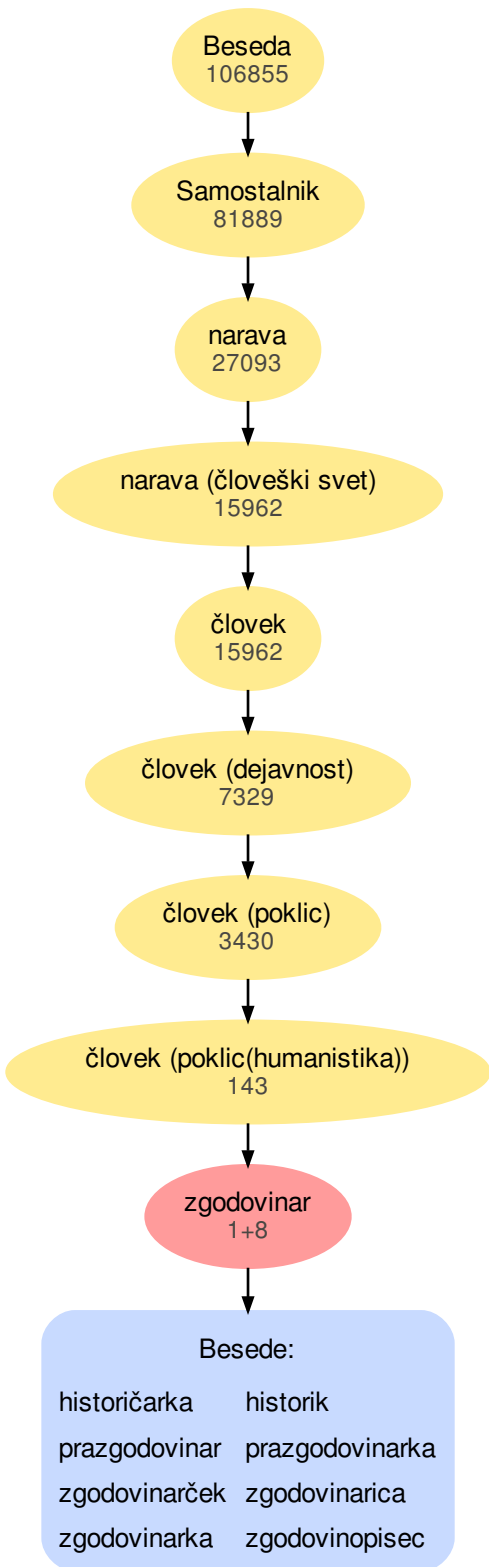 Beseda
106855
Samostalnik
81889
narava
27093
narava (človeški svet)
15962
človek
15962
človek (dejavnost)
7329
človek (poklic)
3430
človek (poklic(humanistika))
143
zgodovinar
1+8
Besede:
historičarka historik
prazgodovinar prazgodovinarka
zgodovinarček zgodovinarica
zgodovinarka zgodovinopisec